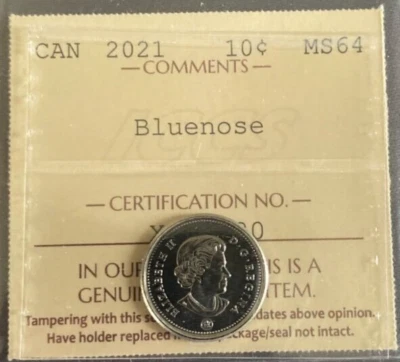 CAN 2021 10¢ MS64
COMMENTS
Bluenose
CERTIFICATION NO.
ELIZABETH II D·G·REGINA
IN IS IS A
ITEM.
Tampering with this dates above opinion.
Have holder replaced seal not intact.